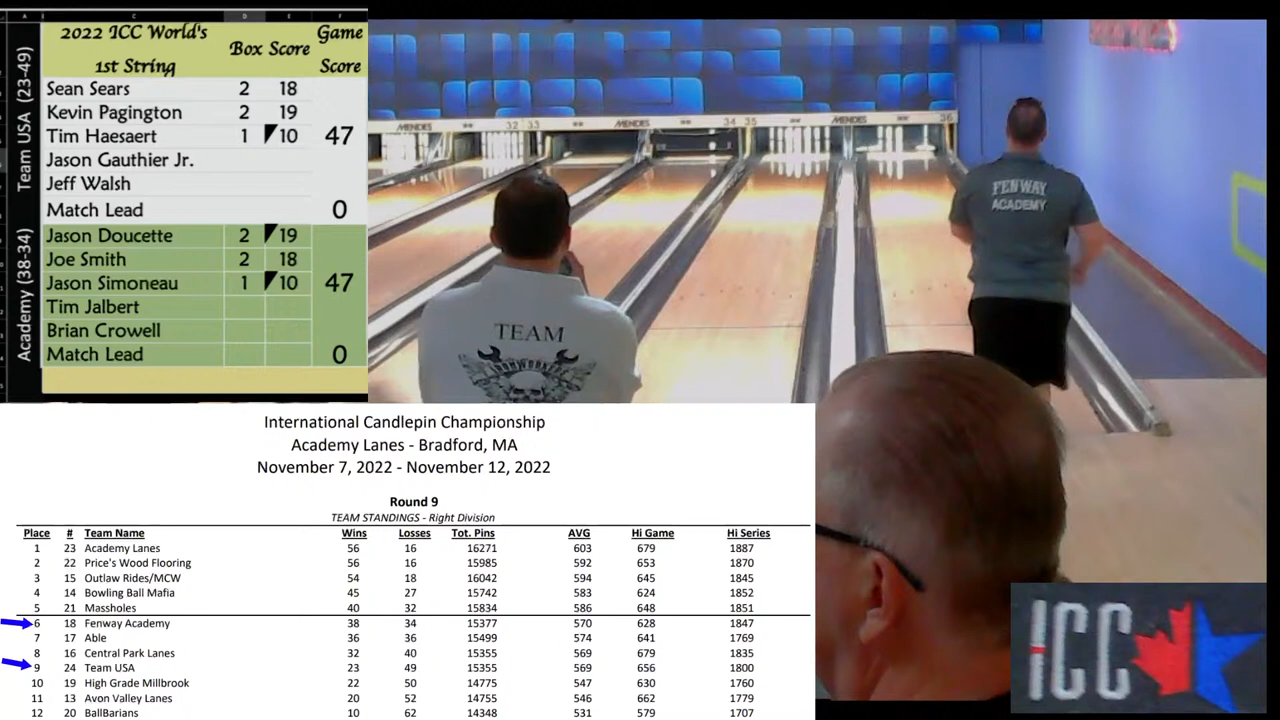 Team USA (23-49)
2022 ICC World's
1st String
Box Score
Game
Score
Sean Sears 2 18
Kevin Pagington 2 19
Tim Haesaert 1 10 47
Jason Gauthier Jr.
Jeff Walsh
Match Lead 0
Academy (38-34)
Jason Doucette 2 19
Joe Smith 2 18
Jason Simoneau 1 10 47
Tim Jalbert
Brian Crowell
Match Lead 0
MENDES 32 33 MENDES 34 35 MENDES 36
FENWAY
ACADEMY
TEAM
IRONWORKER
International Candlepin Championship
Academy Lanes - Bradford, MA
November 7, 2022 - November 12, 2022
Round 9
TEAM STANDINGS - Right Division
Place # Team Name Wins Losses Tot. Pins AVG Hi Game Hi Series
1 23 Academy Lanes 56 16 16271 603 679 1887
2 22 Price's Wood Flooring 56 16 15985 592 653 1870
3 15 Outlaw Rides/MCW 54 18 16042 594 645 1845
4 14 Bowling Ball Mafia 45 27 15742 583 624 1852
5 21 Massholes 40 32 15834 586 648 1851
6 18 Fenway Academy 38 34 15377 570 628 1847
7 17 Able 36 36 15499 574 641 1769
8 16 Central Park Lanes 32 40 15355 569 679 1835
9 24 Team USA 23 49 15355 569 656 1800
10 19 High Grade Millbrook 22 50 14775 547 630 1760
11 13 Avon Valley Lanes 20 52 14755 546 662 1779
12 20 BallBarians 10 62 14348 531 579 1707
ICC